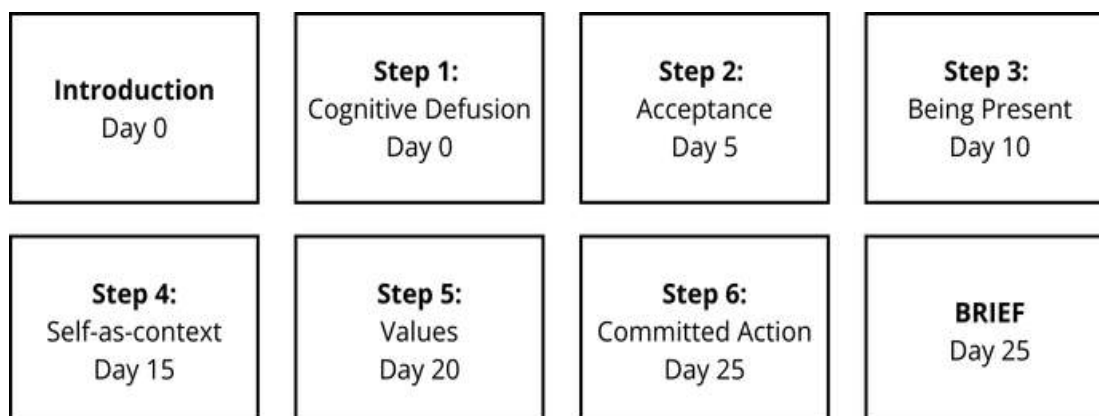 Introduction
Day 0
Step 1:
Cognitive Defusion
Day 0
Step 2:
Acceptance
Day 5
Step 3:
Being Present
Day 10
Step 4:
Self-as-context
Day 15
Step 5:
Values
Day 20
Step 6:
Committed Action
Day 25
BRIEF
Day 25